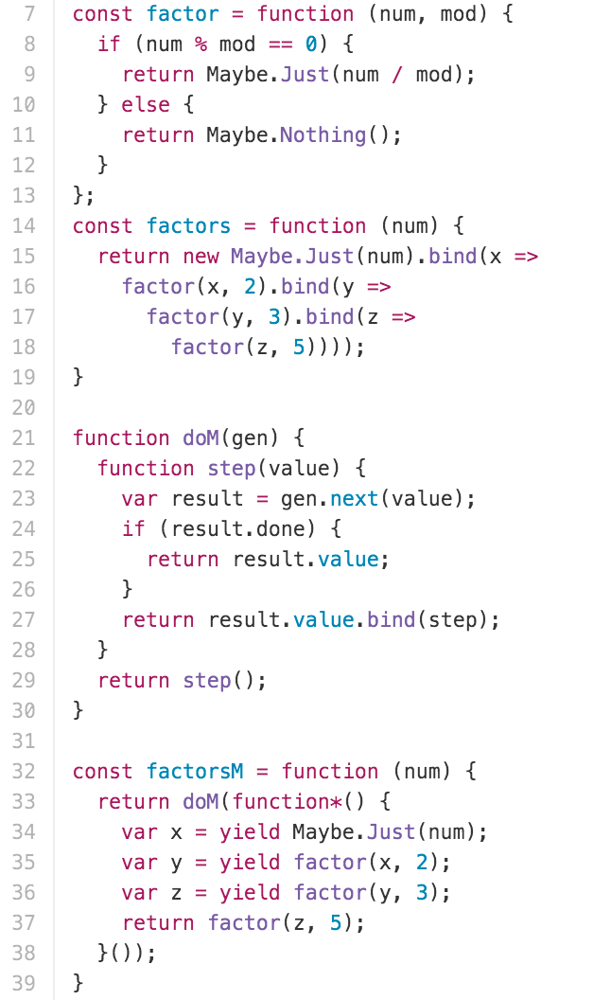 7 const factor = function (num, mod) {
8   if (num % mod == 0) {
9     return Maybe.Just(num / mod);
10   } else {
11     return Maybe.Nothing();
12   }
13 };
14 const factors = function (num) {
15   return new Maybe.Just(num).bind(x =>
16     factor(x, 2).bind(y =>
17       factor(y, 3).bind(z =>
18         factor(z, 5))));
19 }
20
21 function doM(gen) {
22   function step(value) {
23     var result = gen.next(value);
24     if (result.done) {
25       return result.value;
26     }
27     return result.value.bind(step);
28   }
29   return step();
30 }
31
32 const factorsM = function (num) {
33   return doM(function*() {
34     var x = yield Maybe.Just(num);
35     var y = yield factor(x, 2);
36     var z = yield factor(y, 3);
37     return factor(z, 5);
38   }());
39 }